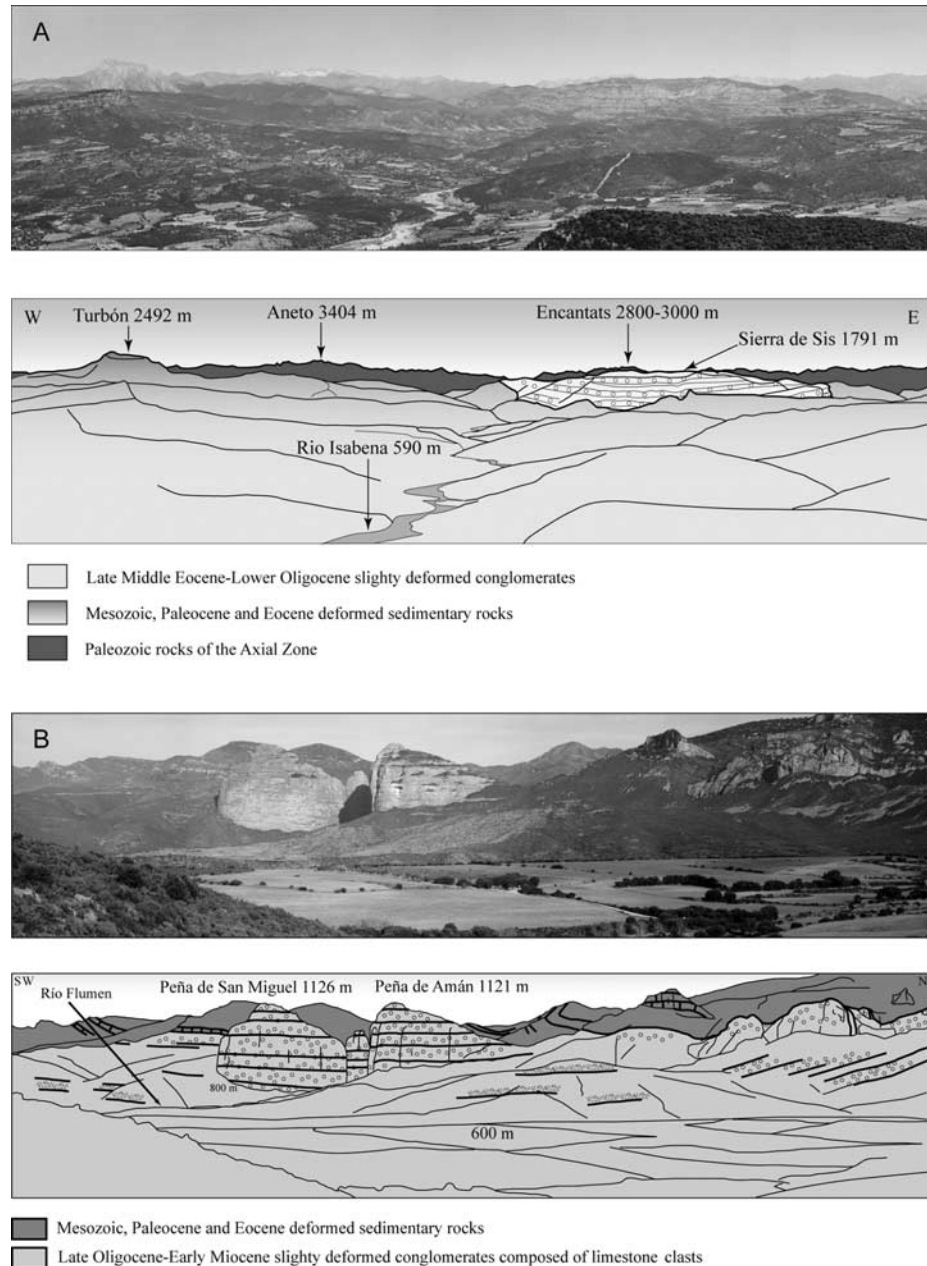 A
W
E
Turbón 2492 m
Aneto 3404 m
Encantats 2800-3000 m
Sierra de Sis 1791 m
Rio Isabena 590 m
Late Middle Eocene-Lower Oligocene slighty deformed conglomerates
Mesozoic, Paleocene and Eocene deformed sedimentary rocks
Paleozoic rocks of the Axial Zone
B
SW
N
Río Flumen
Peña de San Miguel 1126 m
Peña de Amán 1121 m
800 m
600 m
Mesozoic, Paleocene and Eocene deformed sedimentary rocks
Late Oligocene-Early Miocene slighty deformed conglomerates composed of limestone clasts